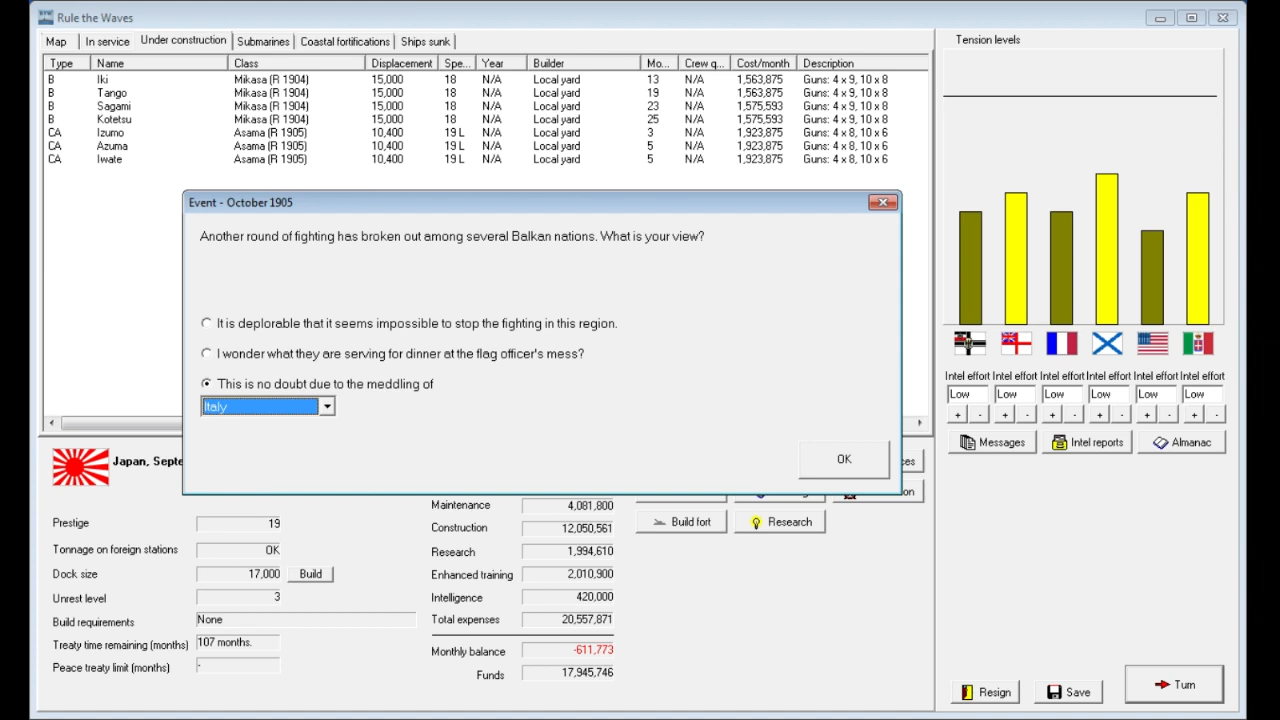 Rule the Waves
Map In service Under construction Submarines Coastal fortifications Ships sunk
Type Name Class Displacement Spe... Year Builder Mo... Crew q... Cost/month Description
B Iki Mikasa (R 1904) 15,000 18 N/A Local yard 13 N/A 1,563,875 Guns: 4 x 9, 10 x 8
B Tango Mikasa (R 1904) 15,000 18 N/A Local yard 19 N/A 1,563,875 Guns: 4 x 9, 10 x 8
B Sagami Mikasa (R 1904) 15,000 18 N/A Local yard 23 N/A 1,575,593 Guns: 4 x 9, 10 x 8
B Kotetsu Mikasa (R 1904) 15,000 18 N/A Local yard 25 N/A 1,575,593 Guns: 4 x 9, 10 x 8
CA Izumo Asama (R 1905) 10,400 19 L N/A Local yard 3 N/A 1,923,875 Guns: 4 x 8, 10 x 6
CA Azuma Asama (R 1905) 10,400 19 L N/A Local yard 5 N/A 1,923,875 Guns: 4 x 8, 10 x 6
CA Iwate Asama (R 1905) 10,400 19 L N/A Local yard 5 N/A 1,923,875 Guns: 4 x 8, 10 x 6
Event - October 1905
Another round of fighting has broken out among several Balkan nations. What is your view?
It is deplorable that it seems impossible to stop the fighting in this region.
I wonder what they are serving for dinner at the flag officer's mess?
This is no doubt due to the meddling of
Italy
OK
Japan, Septe
Prestige 19
Tonnage on foreign stations OK
Dock size 17,000 Build
Unrest level 3
Build requirements None
Treaty time remaining (months) 107 months.
Peace treaty limit (months) -
Maintenance 4,081,800
Construction 12,050,561
Research 1,994,610
Enhanced training 2,010,900
Intelligence 420,000
Total expenses 20,557,871
Monthly balance -611,773
Funds 17,945,746
Build fort Research
Tension levels
Intel effort Intel effort Intel effort Intel effort Intel effort Intel effort
Low Low Low Low Low Low
+ - + - + - + - + - + -
Messages Intel reports Almanac
Resign Save Turn